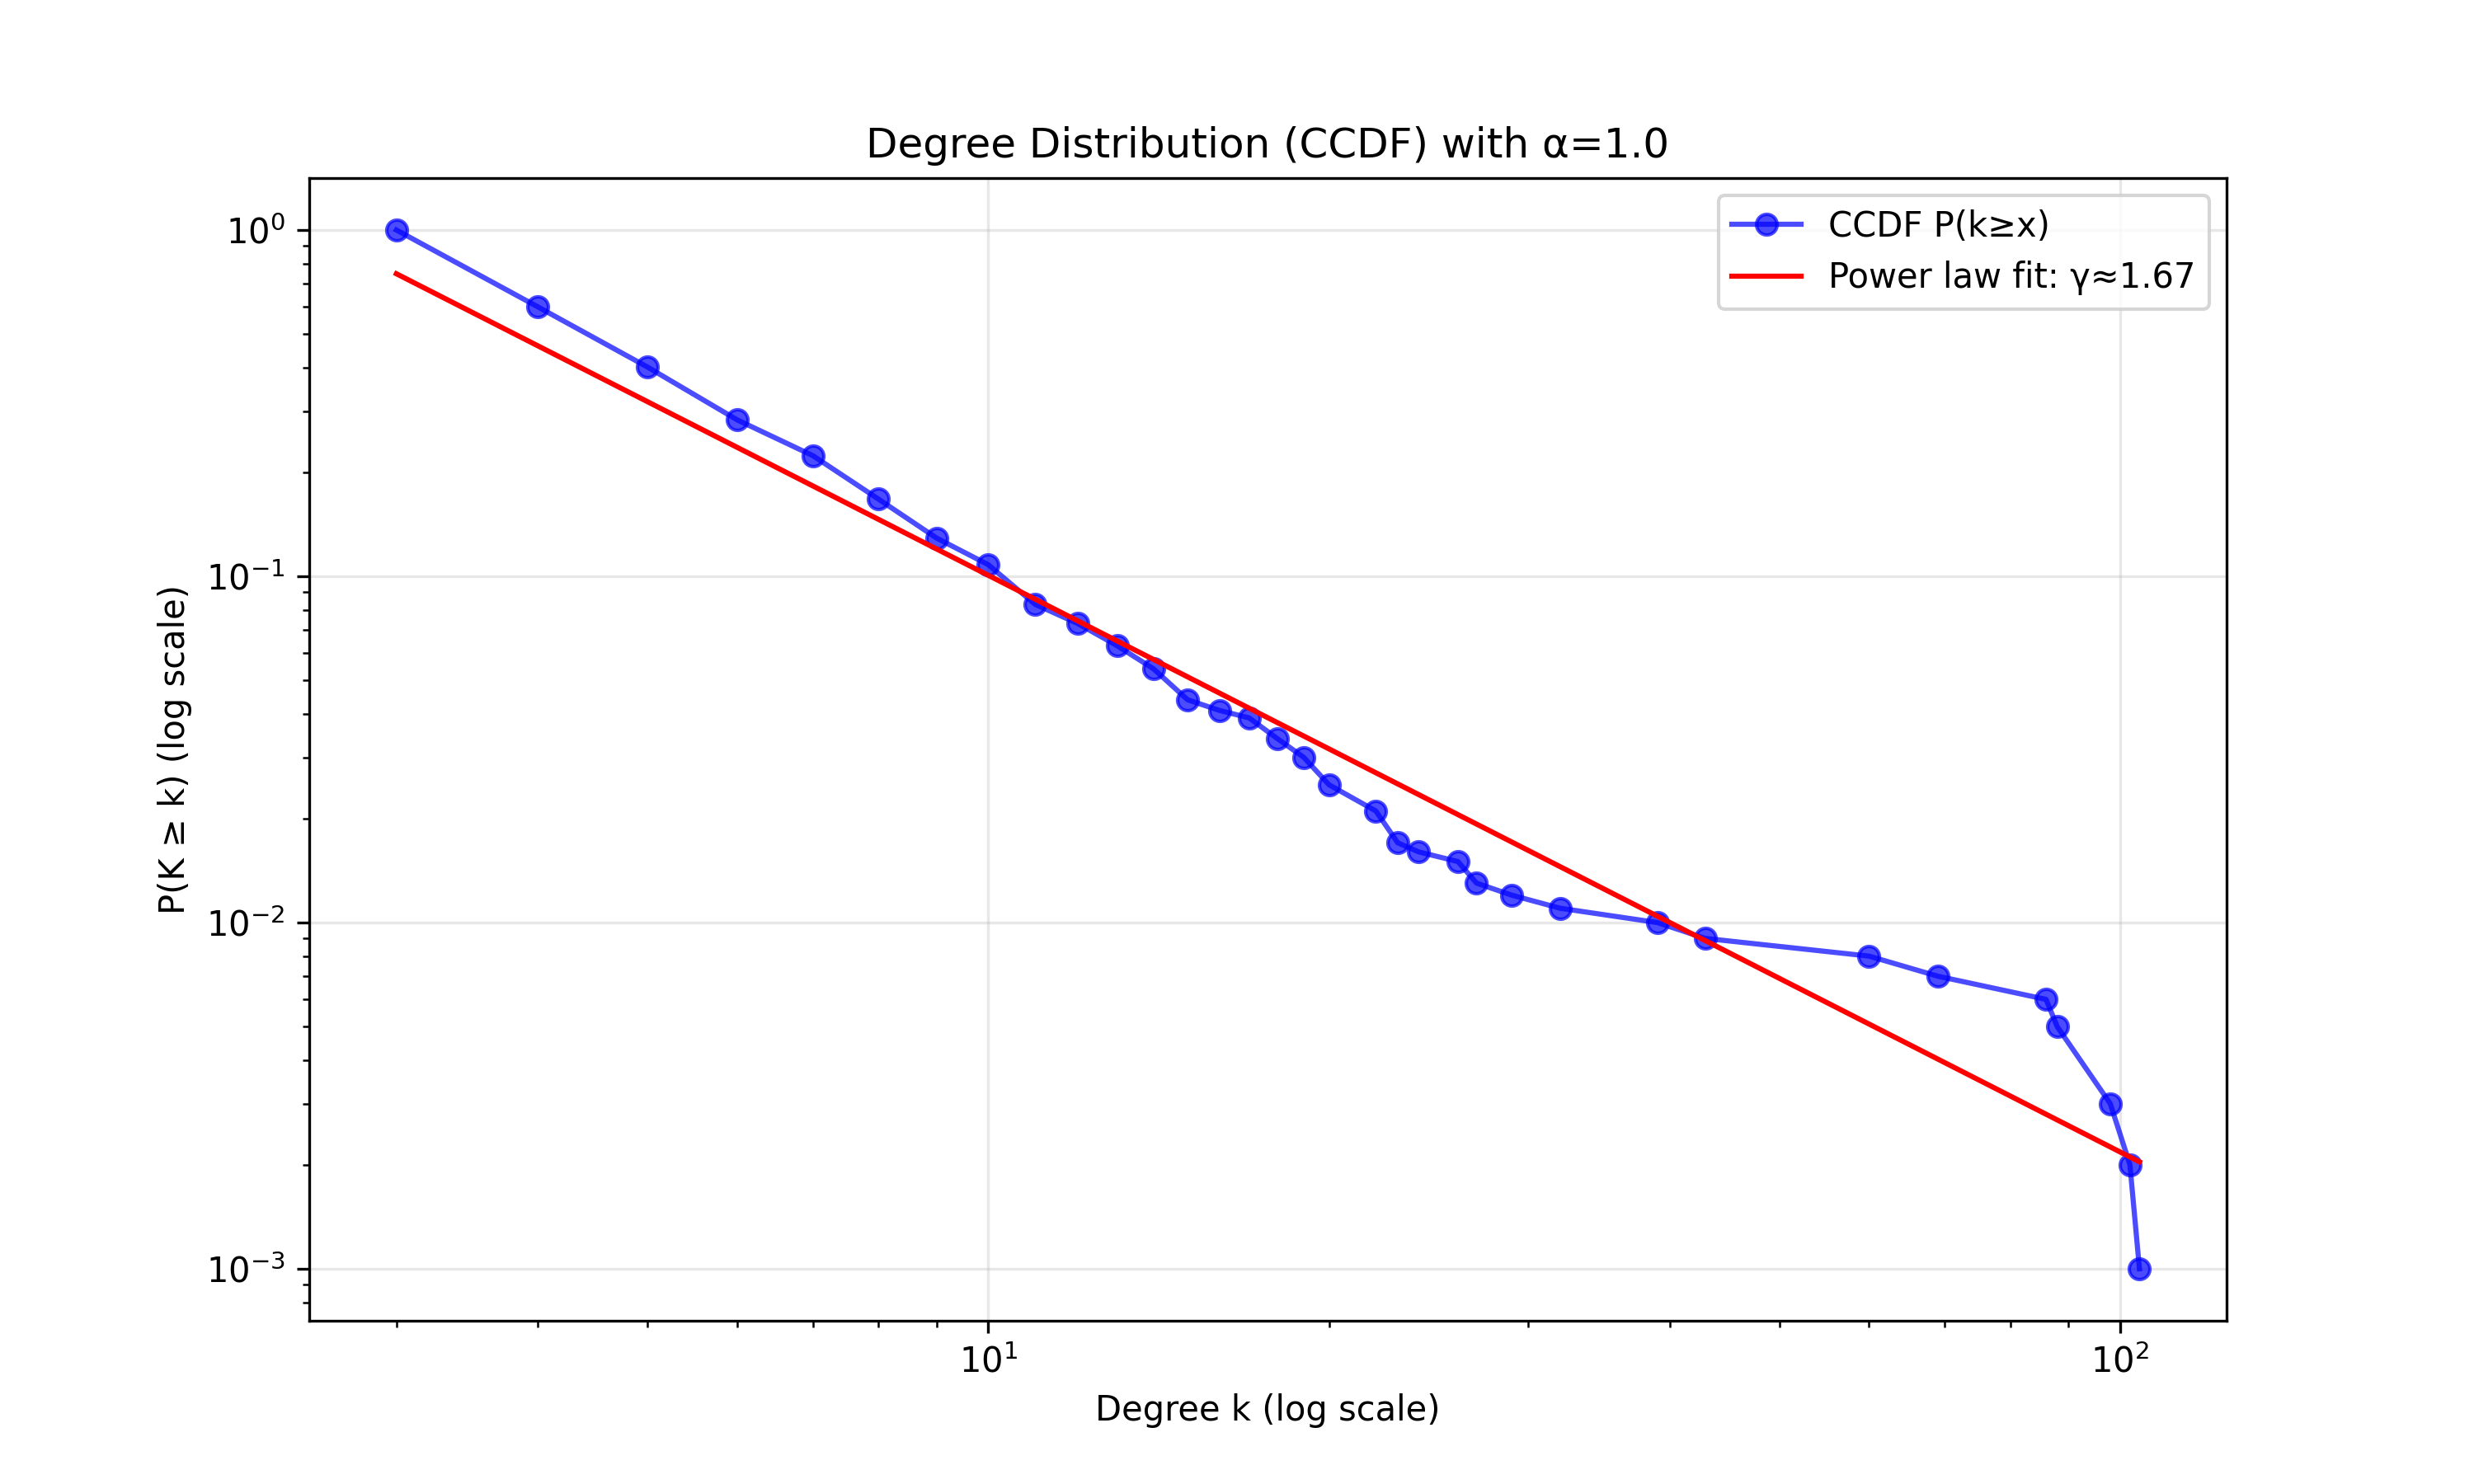 Degree Distribution (CCDF) with α=1.0
CCDF P(k≥x)
Power law fit: γ≈1.67
P(K ≥ k) (log scale)
10⁰
10⁻¹
10⁻²
10⁻³
10¹
10²
Degree k (log scale)